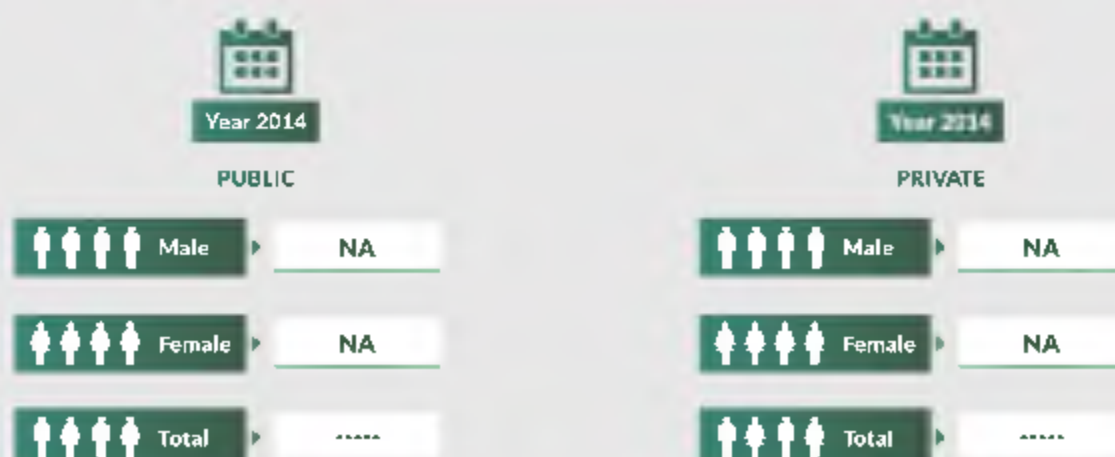 Year 2014
PUBLIC
Male NA
Female NA
Total -----
Year 2014
PRIVATE
Male NA
Female NA
Total -----